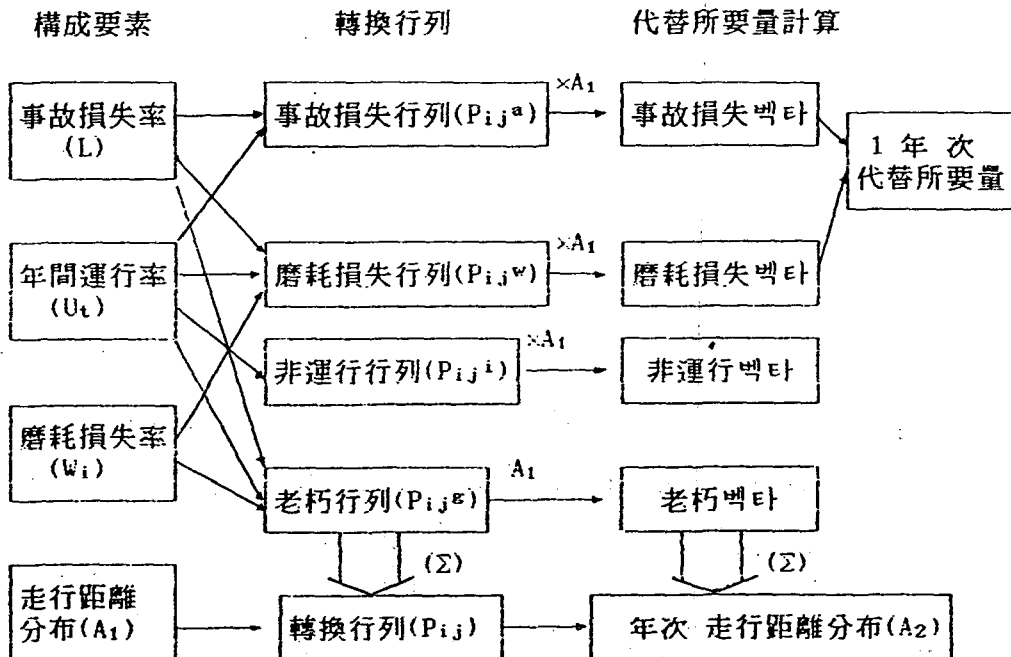 構成要素
轉換行列
代替所要量計算
事故損失率
(L)
事故損失行列(Pijᵃ)
×A₁
事故損失벡타
1 年 次
代替所要量
年間運行率
(Uₜ)
磨耗損失行列(Pijʷ)
×A₁
磨耗損失벡타
非運行行列(Pijⁱ)
×A₁
非運行벡타
磨耗損失率
(Wᵢ)
老朽行列(Pijᵍ)
A₁
老朽벡타
(Σ)
(Σ)
走行距離
分布(A₁)
轉換行列(Pij)
年次 走行距離分布(A₂)